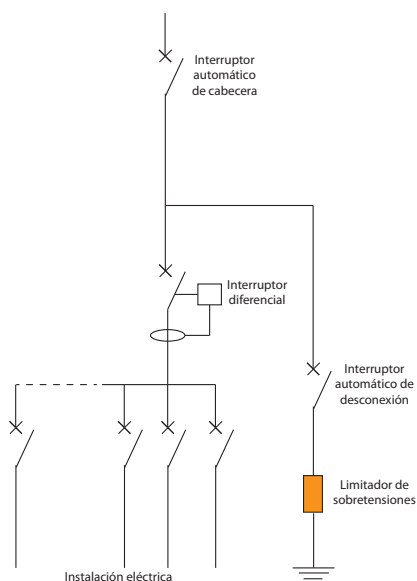 Interruptor
automático
de cabecera
Interruptor
diferencial
Interruptor
automático de
desconexión
Limitador de
sobretensiones
Instalación eléctrica